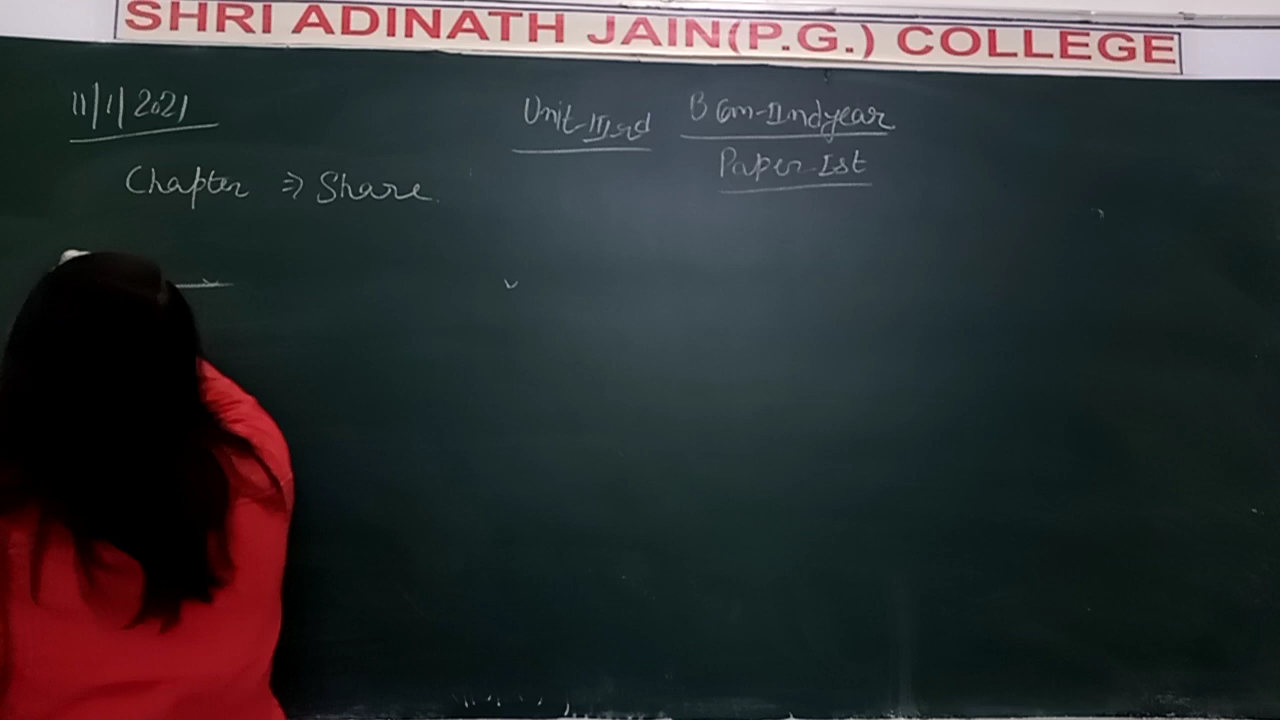 SHRI ADINATH JAIN(P.G.) COLLEGE
11/1/2021 Unit-IIIrd B Com-IInd year
Paper-Ist
Chapter ⇒ Share